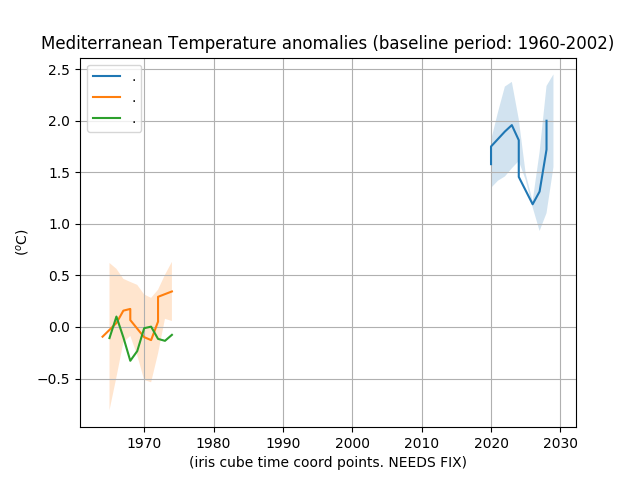 Mediterranean Temperature anomalies (baseline period: 1960-2002)
.
.
.
2.5
2.0
1.5
1.0
0.5
0.0
−0.5
(°C)
1970 1980 1990 2000 2010 2020 2030
(iris cube time coord points. NEEDS FIX)